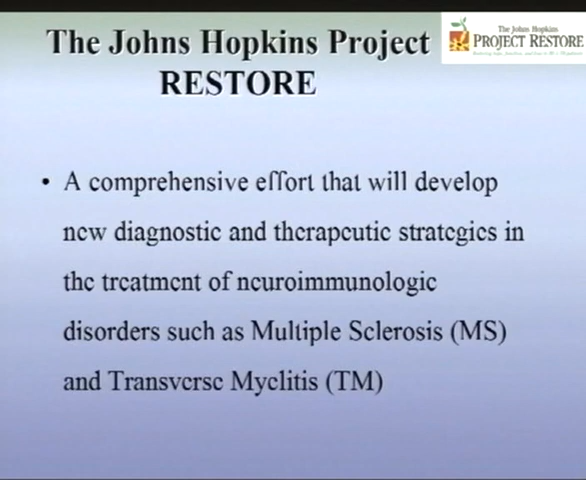 The Johns Hopkins Project
RESTORE
The Johns Hopkins
PROJECT RESTORE
• A comprehensive effort that will develop
new diagnostic and therapeutic strategies in
the treatment of neuroimmunologic
disorders such as Multiple Sclerosis (MS)
and Transverse Myelitis (TM)